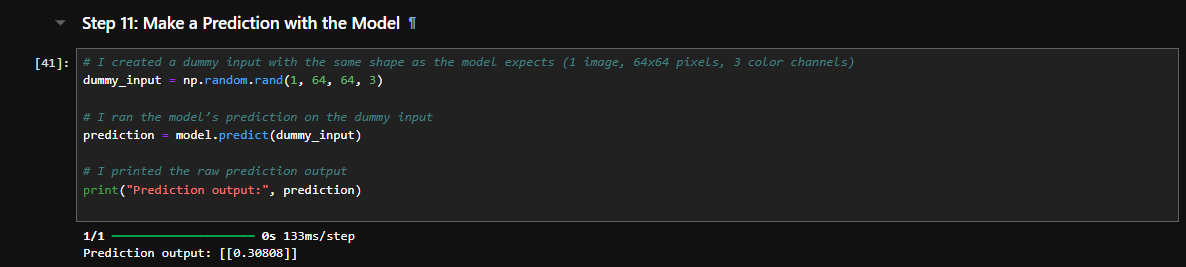 Step 11: Make a Prediction with the Model ¶
[41]: # I created a dummy input with the same shape as the model expects (1 image, 64x64 pixels, 3 color channels)
dummy_input = np.random.rand(1, 64, 64, 3)
# I ran the model’s prediction on the dummy input
prediction = model.predict(dummy_input)
# I printed the raw prediction output
print("Prediction output:", prediction)
1/1 ━━━━━━━━━━━━━━━━━━━━ 0s 133ms/step
Prediction output: [[0.30808]]